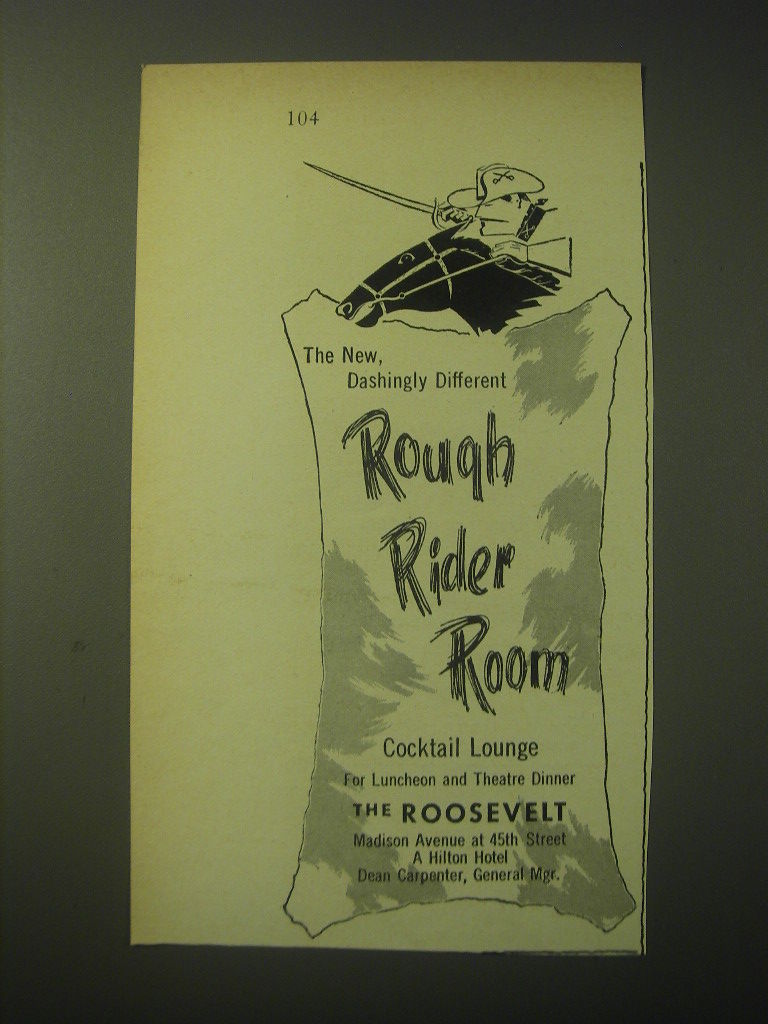 104
The New,
Dashingly Different
Rough
Rider
Room
Cocktail Lounge
For Luncheon and Theatre Dinner
THE ROOSEVELT
Madison Avenue at 45th Street
A Hilton Hotel
Dean Carpenter, General Mgr.